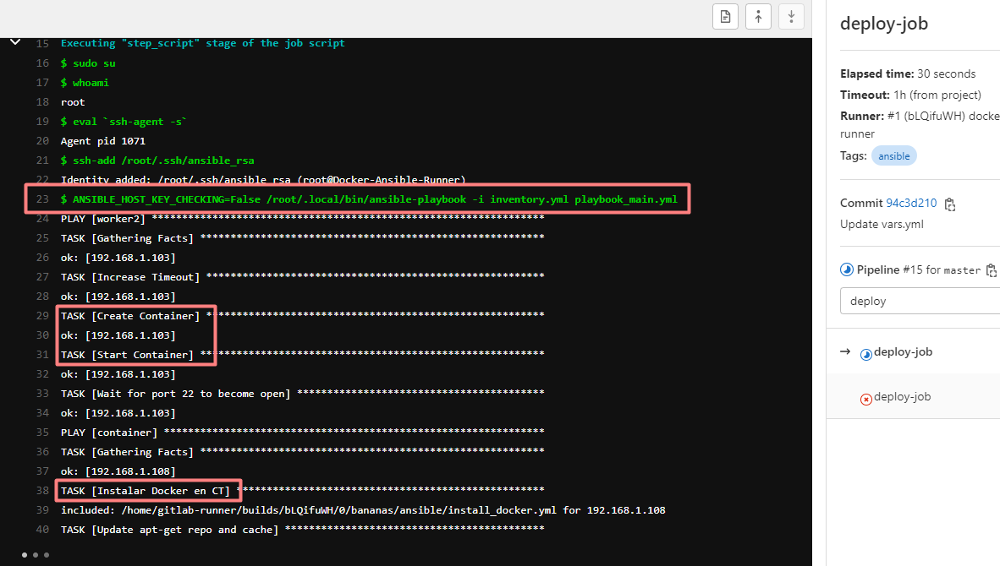 15 Executing "step_script" stage of the job script
16 $ sudo su
17 $ whoami
18 root
19 $ eval `ssh-agent -s`
20 Agent pid 1071
21 $ ssh-add /root/.ssh/ansible_rsa
22 Identity added: /root/.ssh/ansible_rsa (root@Docker-Ansible-Runner)
23 $ ANSIBLE_HOST_KEY_CHECKING=False /root/.local/bin/ansible-playbook -i inventory.yml playbook_main.yml
24 PLAY [worker2] ****************************************************************
25 TASK [Gathering Facts] *********************************************************
26 ok: [192.168.1.103]
27 TASK [Increase Timeout] ********************************************************
28 ok: [192.168.1.103]
29 TASK [Create Container] ********************************************************
30 ok: [192.168.1.103]
31 TASK [Start Container] *********************************************************
32 ok: [192.168.1.103]
33 TASK [Wait for port 22 to become open] *****************************************
34 ok: [192.168.1.103]
35 PLAY [container] ***************************************************************
36 TASK [Gathering Facts] *********************************************************
37 ok: [192.168.1.108]
38 TASK [Instalar Docker en CT] ***************************************************
39 included: /home/gitlab-runner/builds/bLQifuWH/0/bananas/ansible/install_docker.yml for 192.168.1.108
40 TASK [Update apt-get repo and cache] *******************************************
deploy-job
Elapsed time: 30 seconds
Timeout: 1h (from project)
Runner: #1 (bLQifuWH) docke
runner
Tags: ansible
Commit 94c3d210
Update vars.yml
Pipeline #15 for master
deploy
→ deploy-job
deploy-job